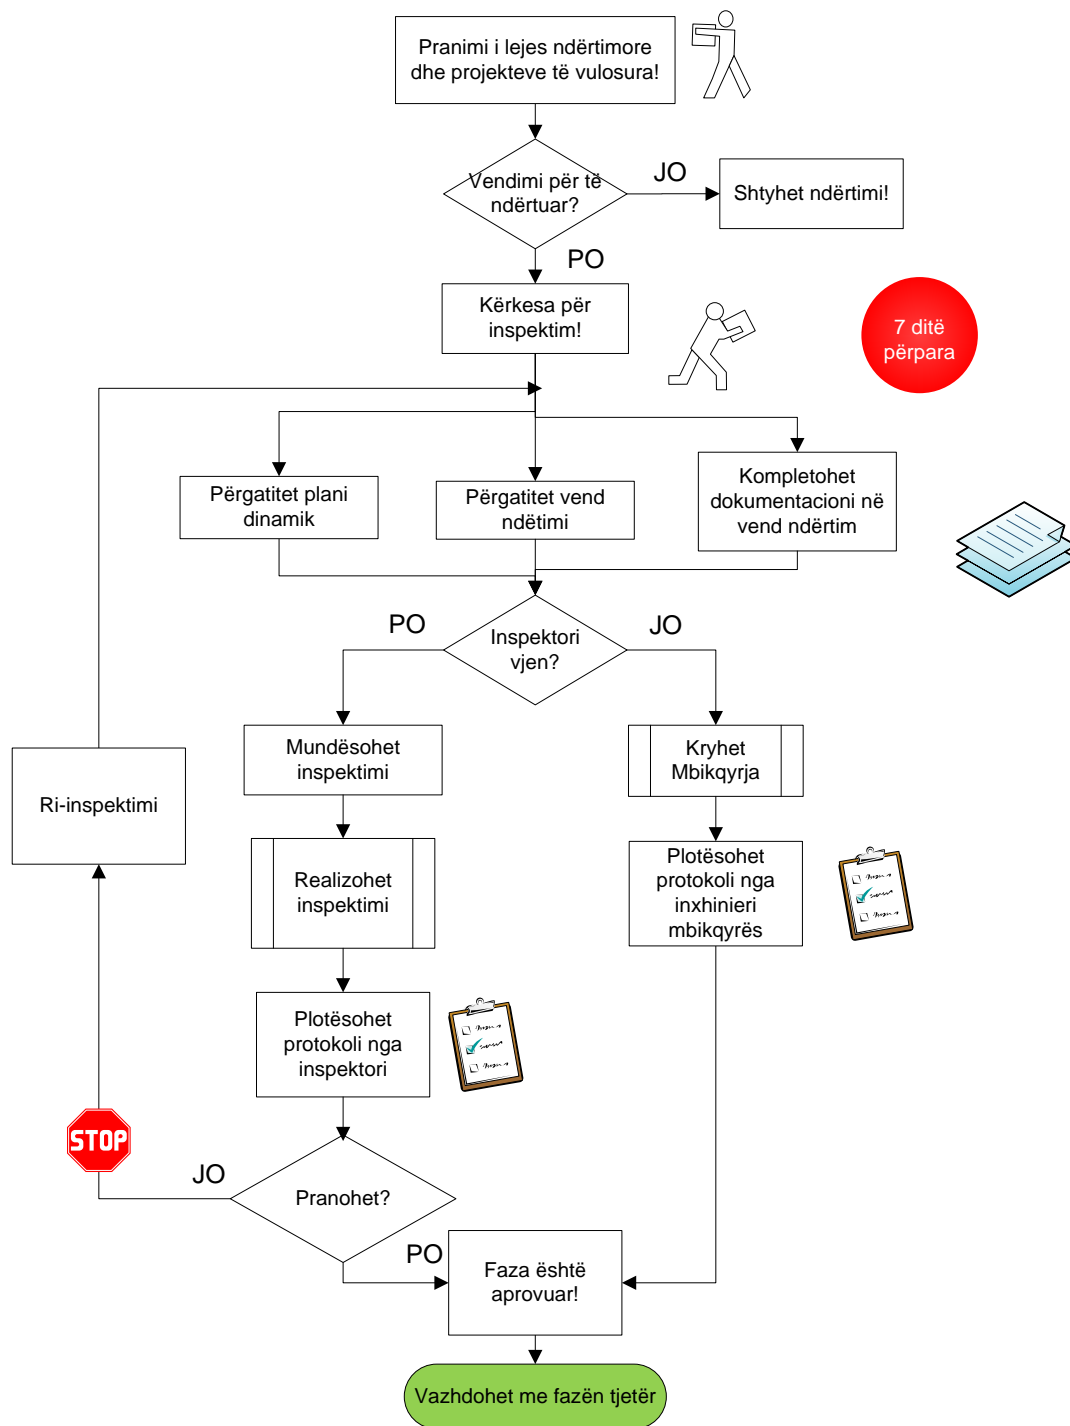 Pranimi i lejes ndërtimore
dhe projekteve të vulosura!
Vendimi për të
ndërtuar?
JO
Shtyhet ndërtimi!
PO
Kërkesa për
inspektim!
7 ditë
përpara
Përgatitet plani
dinamik
Përgatitet vend
ndëtimi
Kompletohet
dokumentacioni në
vend ndërtim
PO
Inspektori
vjen?
JO
Mundësohet
inspektimi
Kryhet
Mbikqyrja
Ri-inspektimi
Realizohet
inspektimi
Plotësohet
protokoli nga
inxhinieri
mbikqyrës
Plotësohet
protokoli nga
inspektori
STOP
JO
Pranohet?
PO
Faza është
aprovuar!
Vazhdohet me fazën tjetër